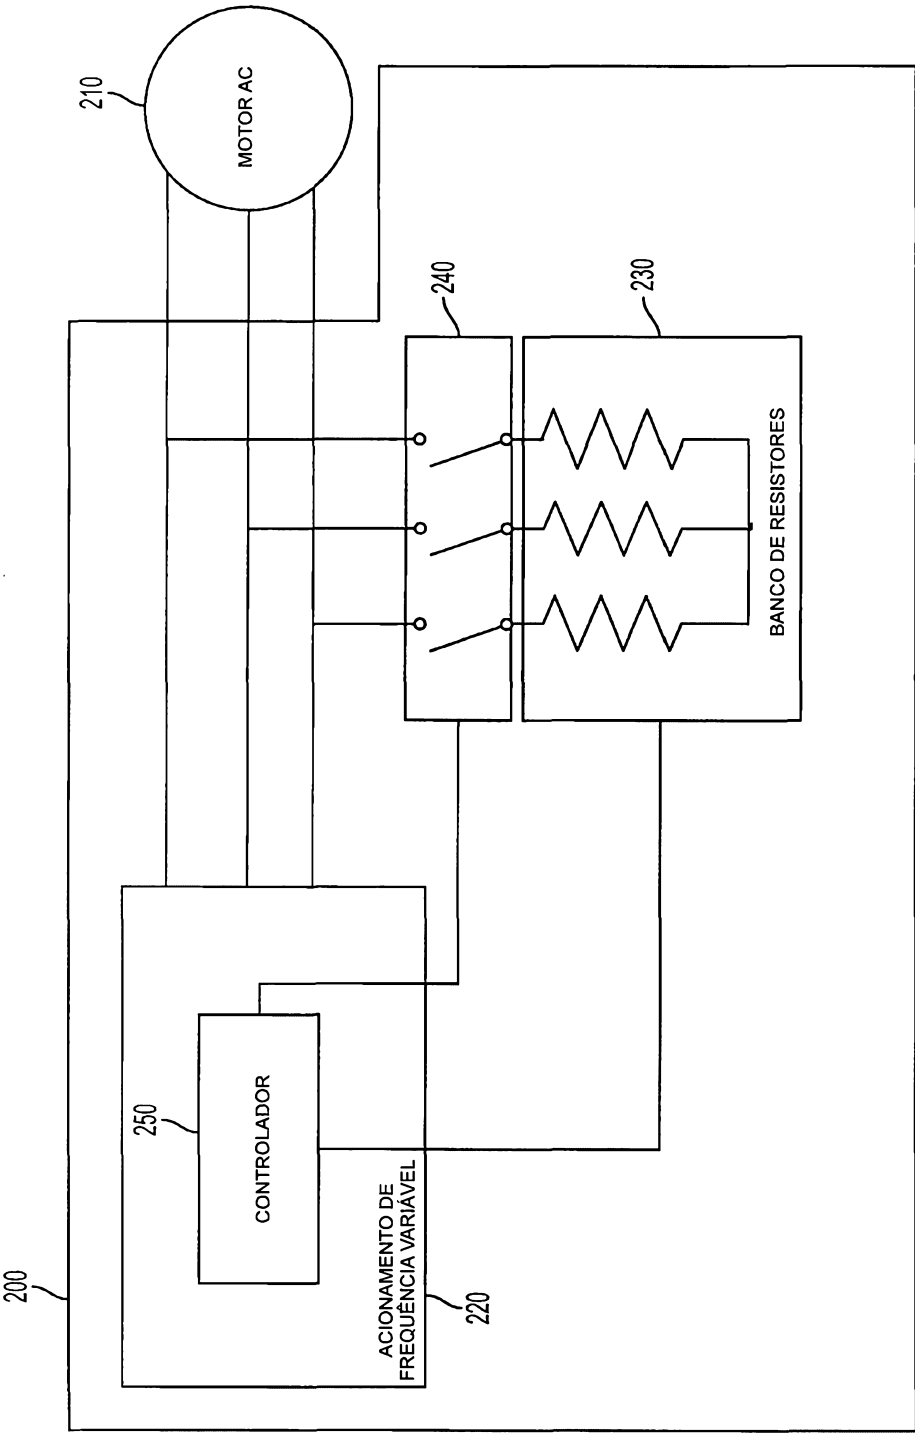 200
210
MOTOR AC
250
CONTROLADOR
ACIONAMENTO DE
FREQUÊNCIA VARIÁVEL
220
240
230
BANCO DE RESISTORES